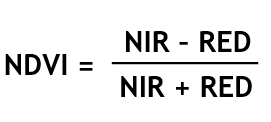 NIR - RED
NDVI =
NIR + RED